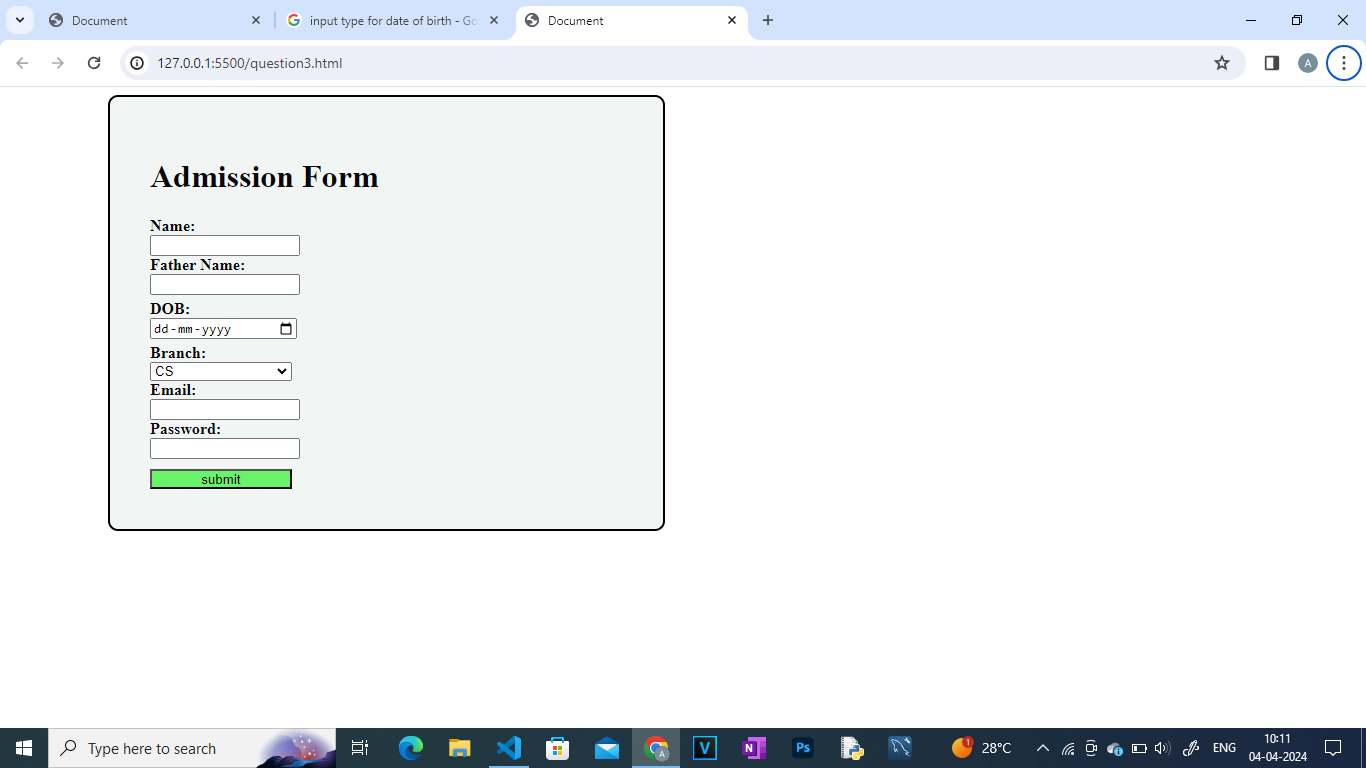 Document
input type for date of birth - Go
Document
127.0.0.1:5500/question3.html
A
Admission Form
Name:
Father Name:
DOB:
dd-mm-yyyy
Branch:
CS
Email:
Password:
submit
Type here to search
A
V
N
Ps
1
28°C
ENG
10:11
04-04-2024